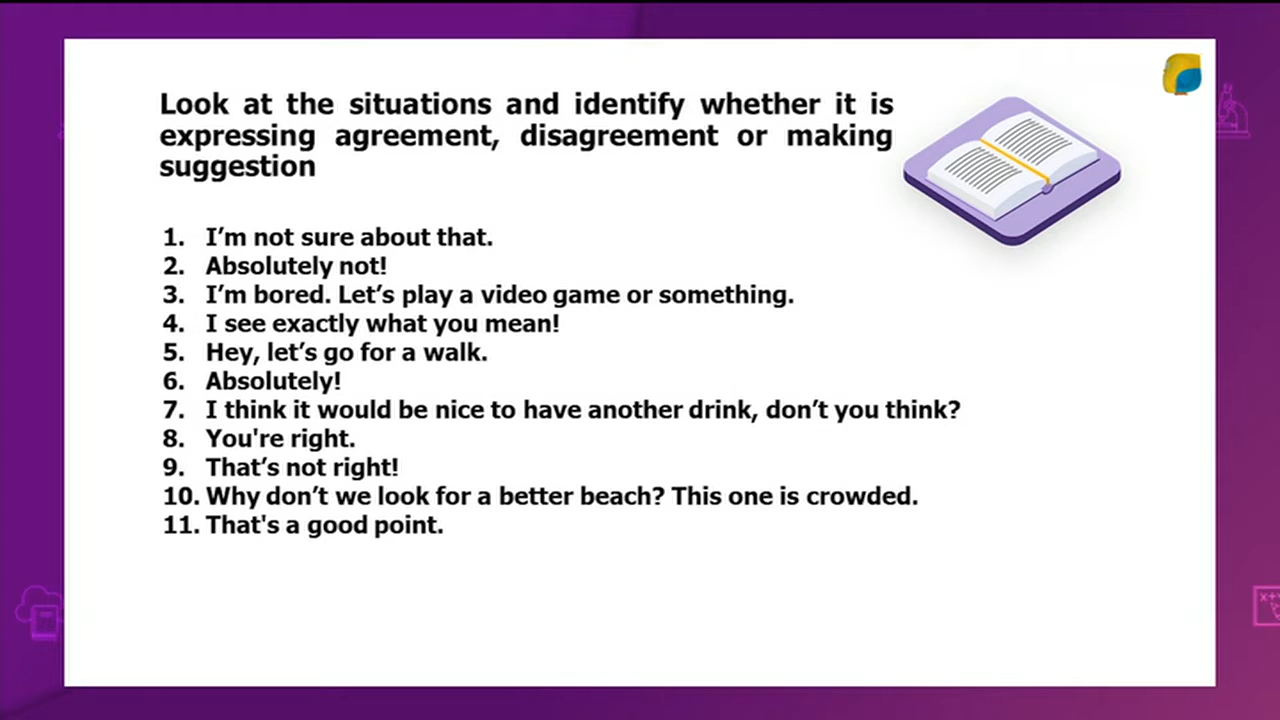 Look at the situations and identify whether it is
expressing agreement, disagreement or making
suggestion
1. I’m not sure about that.
2. Absolutely not!
3. I’m bored. Let’s play a video game or something.
4. I see exactly what you mean!
5. Hey, let’s go for a walk.
6. Absolutely!
7. I think it would be nice to have another drink, don’t you think?
8. You're right.
9. That’s not right!
10. Why don’t we look for a better beach? This one is crowded.
11. That's a good point.